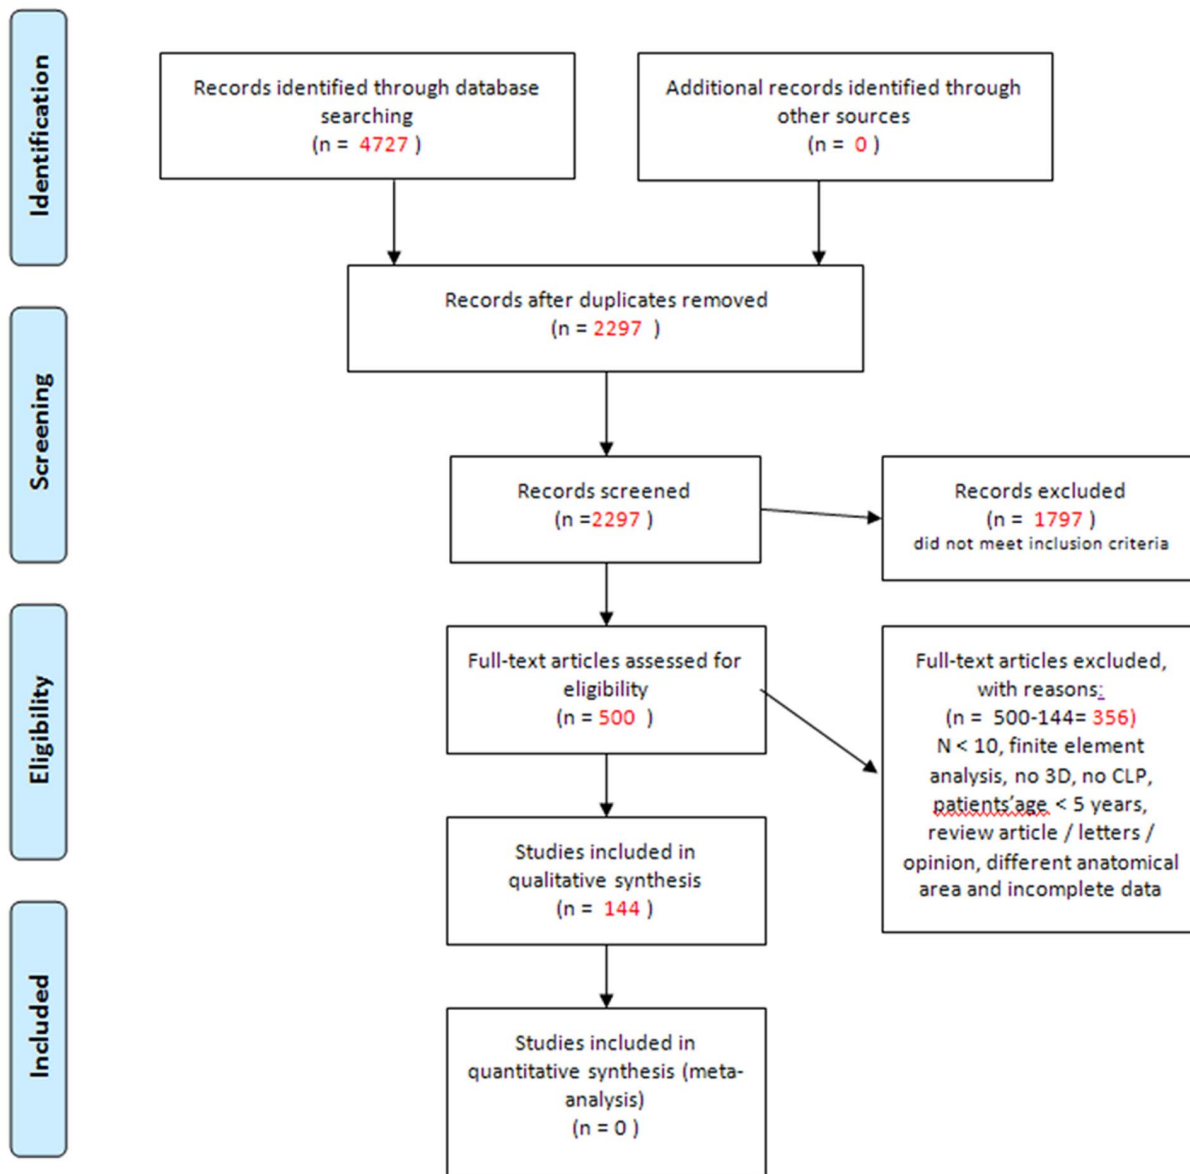 Identification
Records identified through database
searching
(n = 4727 )
Additional records identified through
other sources
(n = 0 )
Records after duplicates removed
(n = 2297 )
Screening
Records screened
(n =2297 )
Records excluded
(n = 1797 )
did not meet inclusion criteria
Eligibility
Full-text articles assessed for
eligibility
(n = 500 )
Full-text articles excluded,
with reasons:
(n = 500-144= 356)
N < 10, finite element
analysis, no 3D, no CLP,
patients'age < 5 years,
review article / letters /
opinion, different anatomical
area and incomplete data
Studies included in
qualitative synthesis
(n = 144 )
Included
Studies included in
quantitative synthesis (meta-
analysis)
(n = 0 )